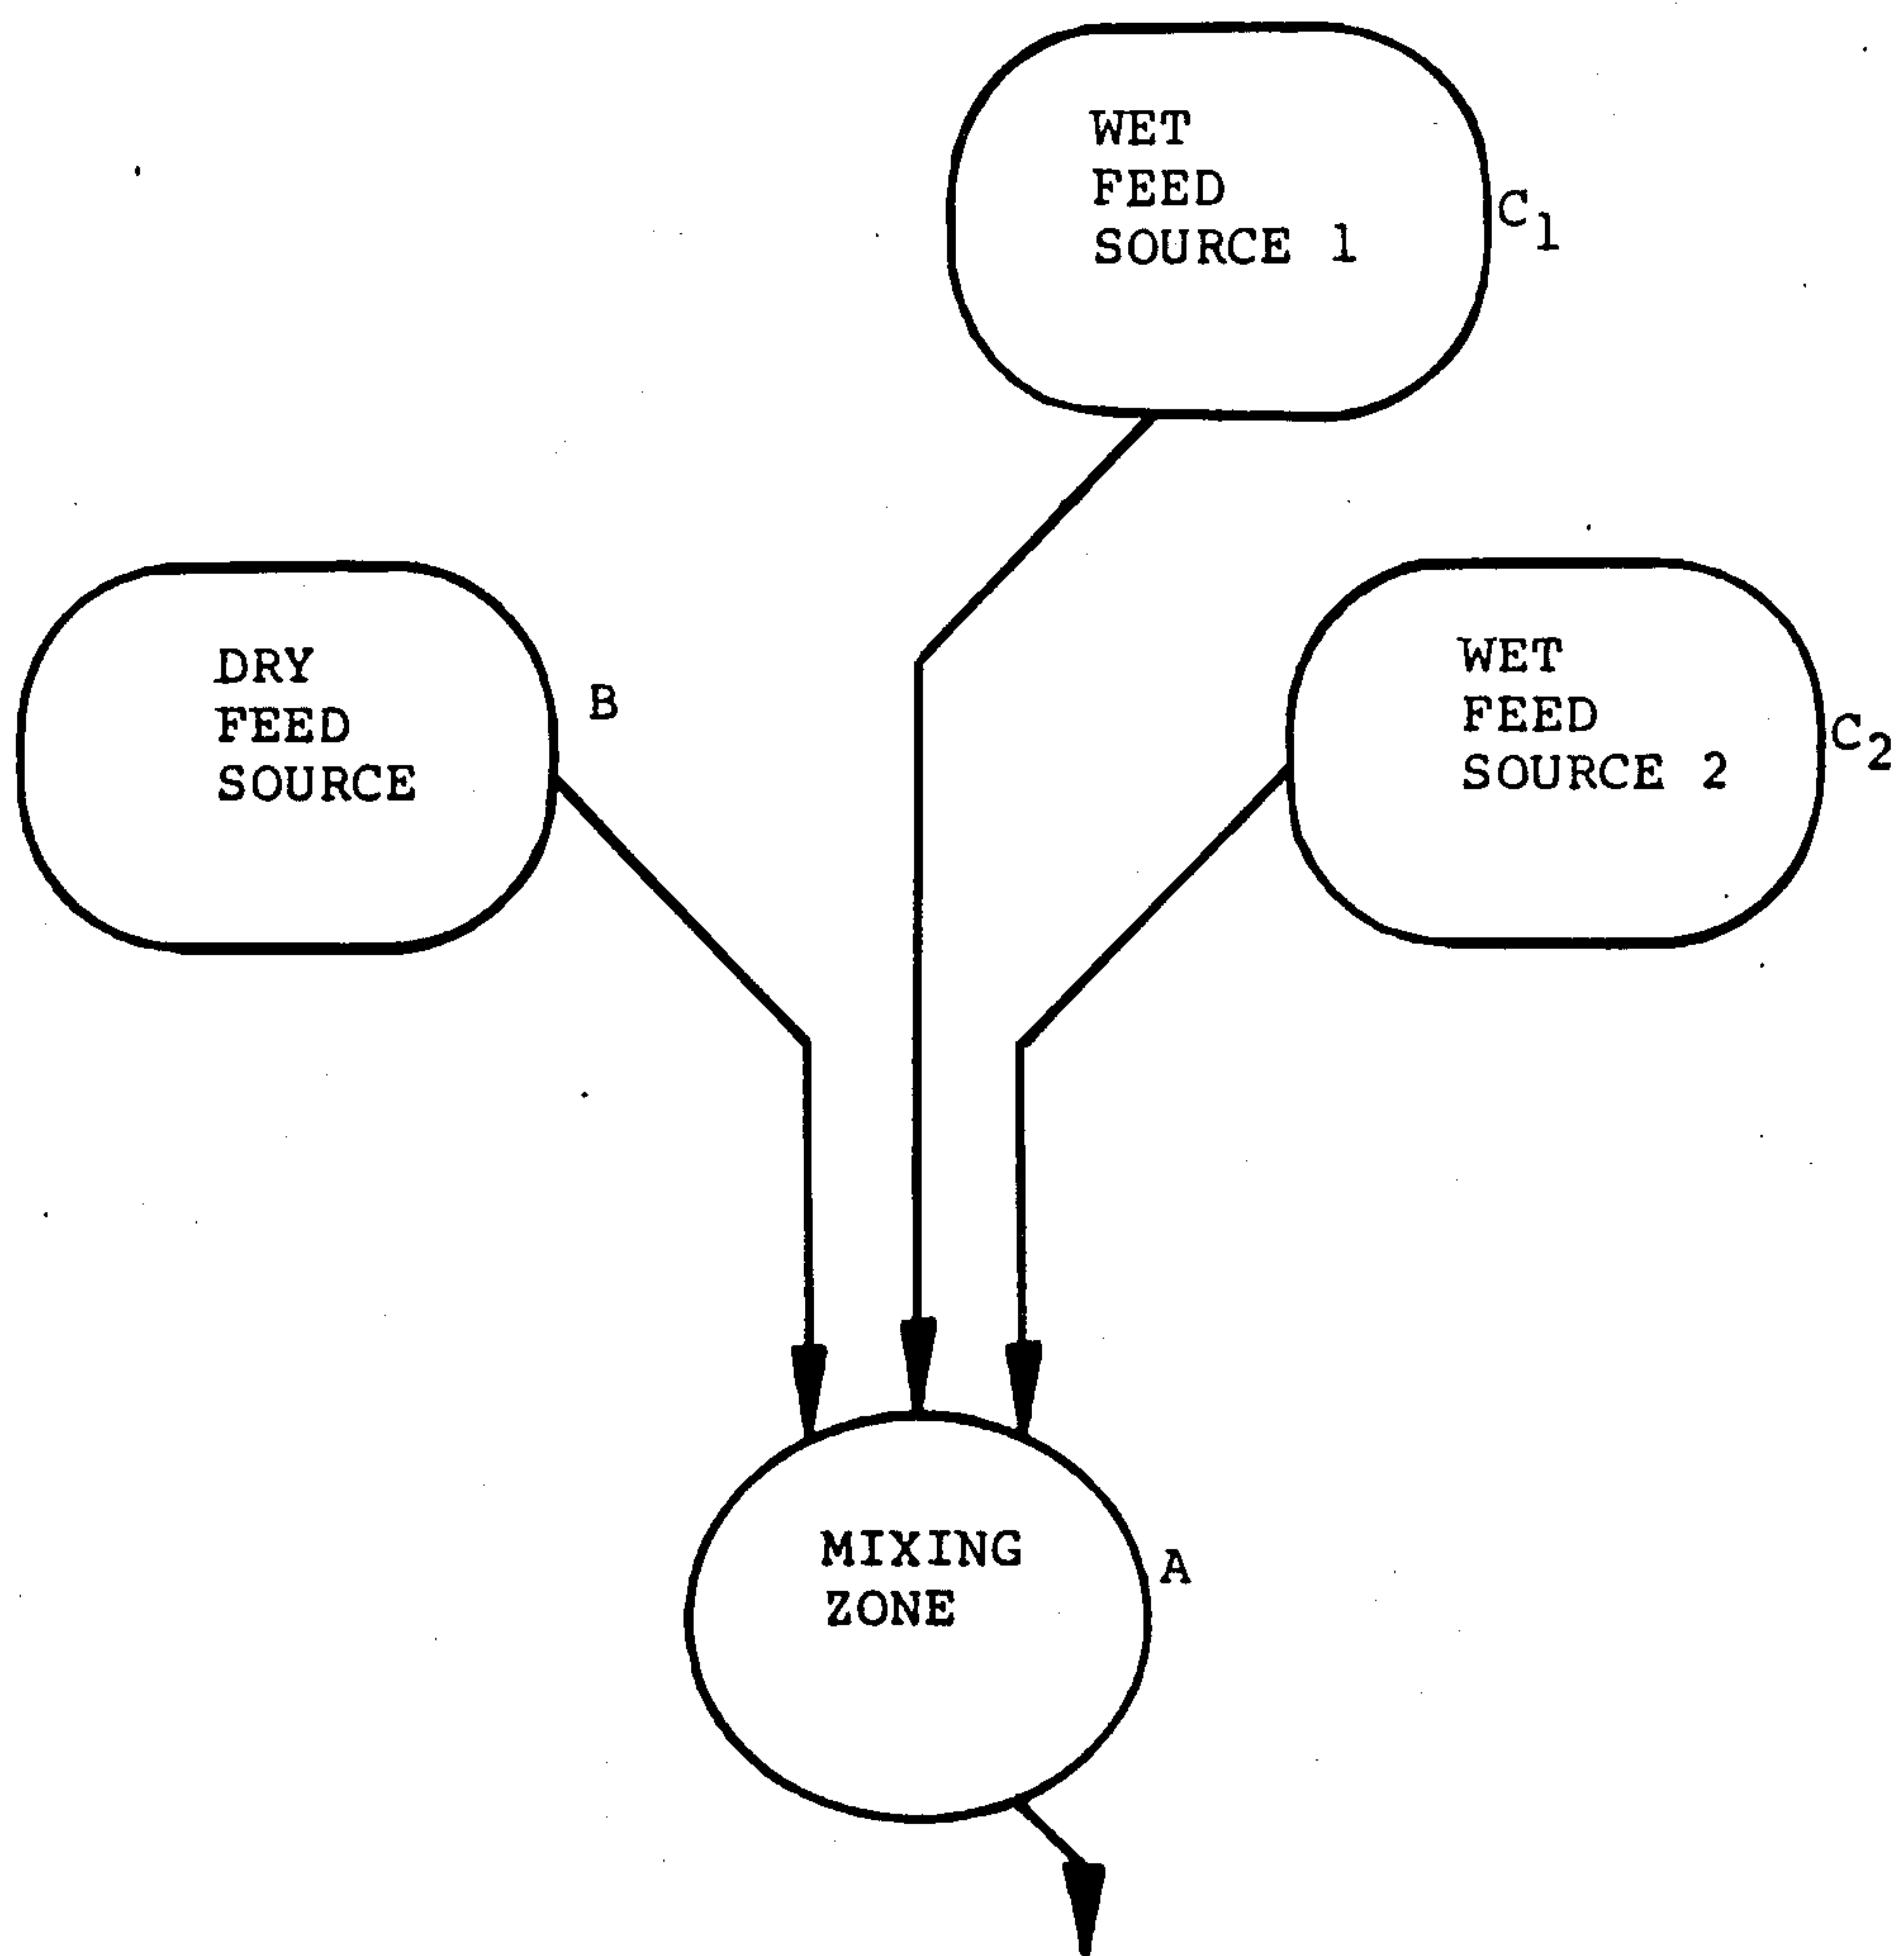 WET
FEED
SOURCE 1
C1
DRY
FEED
SOURCE
B
WET
FEED
SOURCE 2
C2
MIXING
ZONE
A